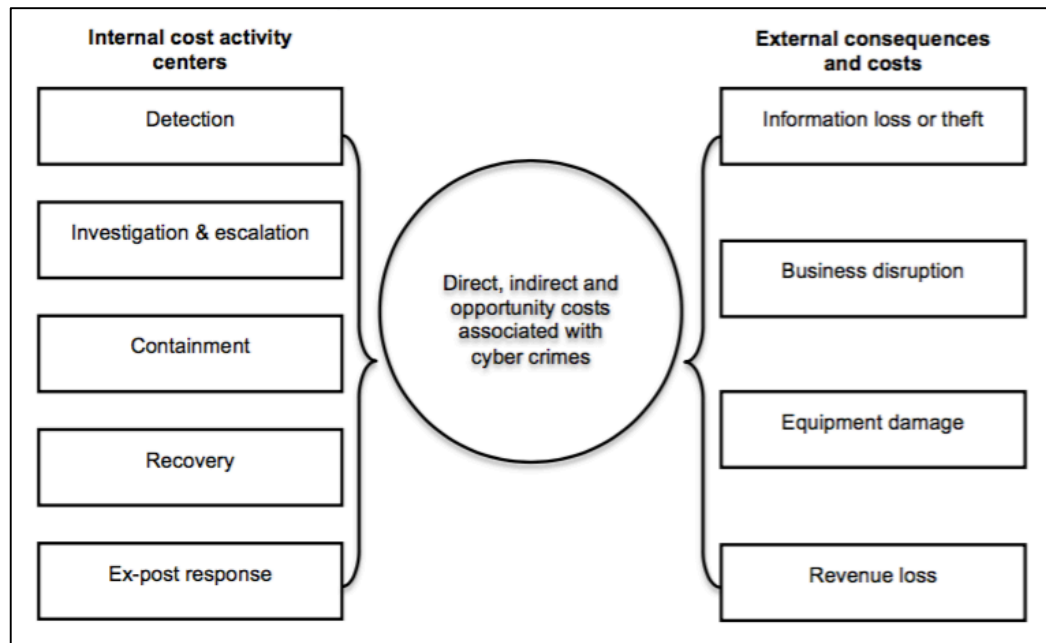 Internal cost activity
centers
Detection
Investigation & escalation
Containment
Recovery
Ex-post response
Direct, indirect and
opportunity costs
associated with
cyber crimes
External consequences
and costs
Information loss or theft
Business disruption
Equipment damage
Revenue loss